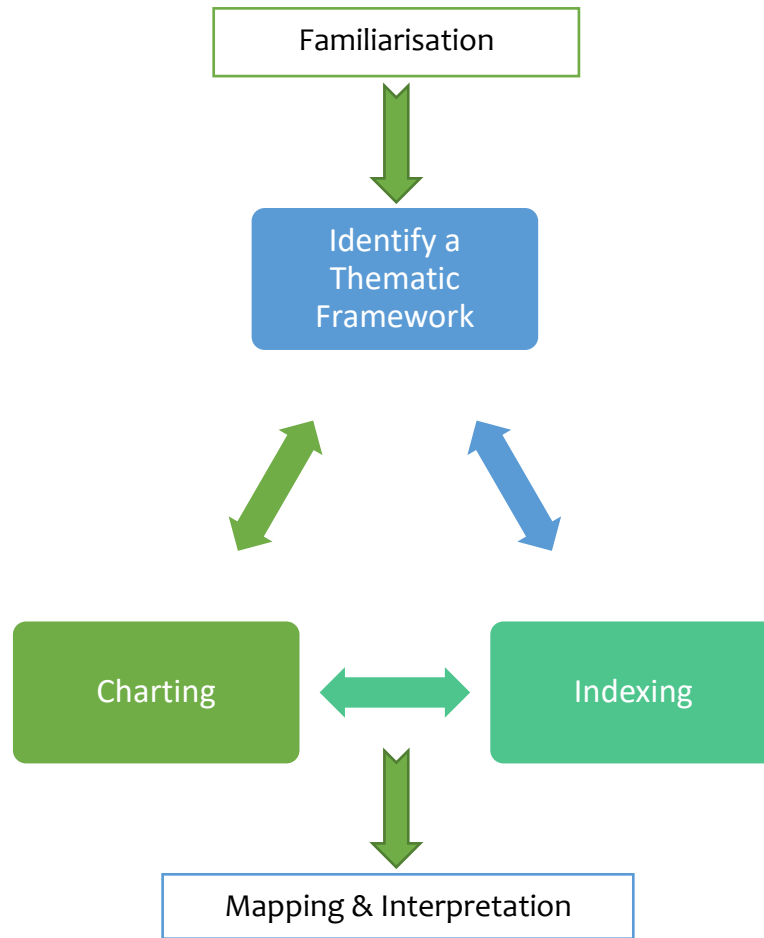 Familiarisation
Identify a
Thematic
Framework
Charting
Indexing
Mapping & Interpretation